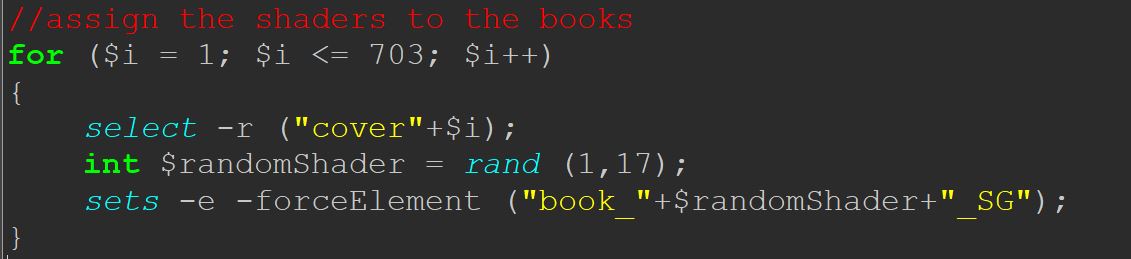 //assign the shaders to the books
for ($i = 1; $i <= 703; $i++)
{
    select -r ("cover"+$i);
    int $randomShader = rand (1,17);
    sets -e -forceElement ("book_"+$randomShader+"_SG");
}